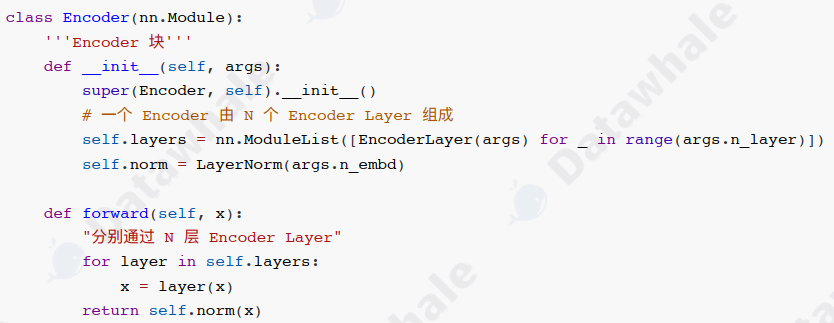 class Encoder(nn.Module):
    '''Encoder 块'''
    def __init__(self, args):
        super(Encoder, self).__init__()
        # 一个 Encoder 由 N 个 Encoder Layer 组成
        self.layers = nn.ModuleList([EncoderLayer(args) for _ in range(args.n_layer)])
        self.norm = LayerNorm(args.n_embd)

    def forward(self, x):
        "分别通过 N 层 Encoder Layer"
        for layer in self.layers:
            x = layer(x)
        return self.norm(x)
Datawhale
Datawhale